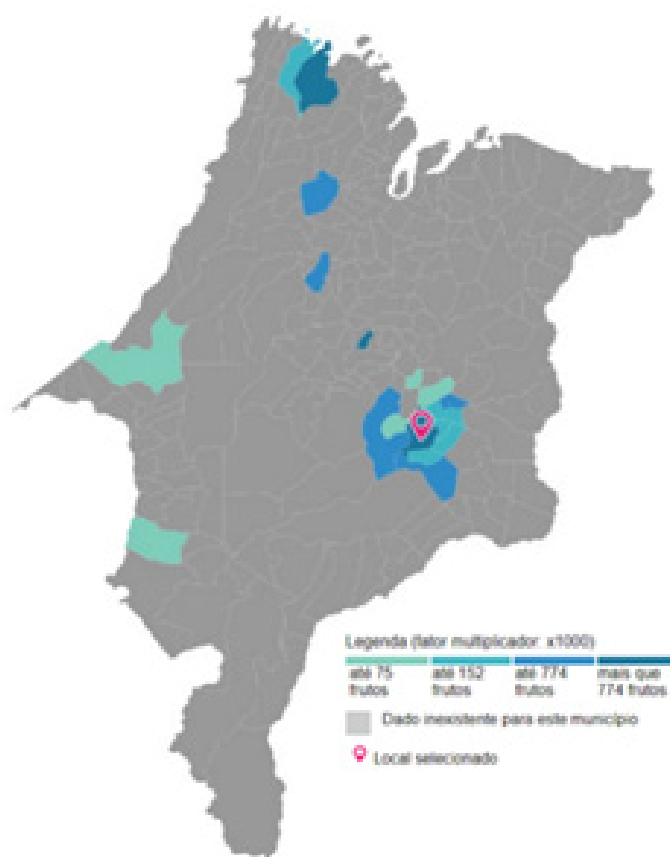 Legenda (fator multiplicador: x1000)
até 75 frutos
até 152 frutos
até 774 frutos
mais que 774 frutos
Dado inexistente para este município
Local selecionado